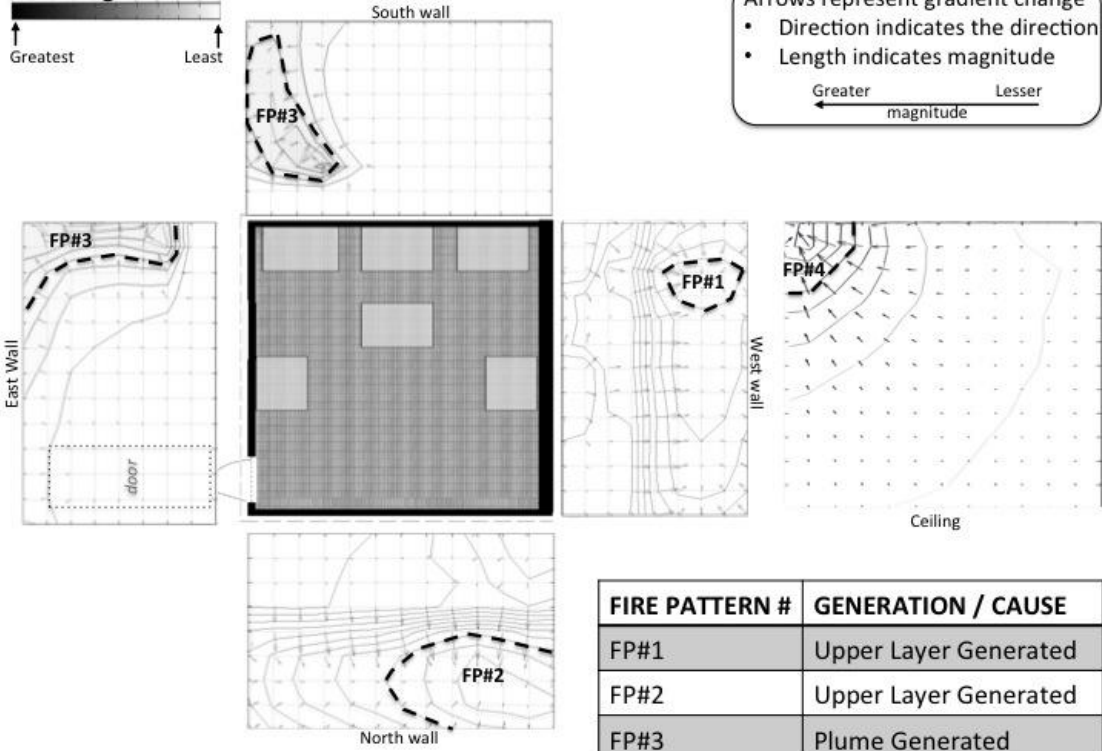 Greatest
Least
South wall
Arrows represent gradient change
• Direction indicates the direction
• Length indicates magnitude
Greater
Lesser
magnitude
FP#3
FP#3
East Wall
door
FP#1
West wall
FP#4
Ceiling
FP#2
North wall
FIRE PATTERN # GENERATION / CAUSE
FP#1 Upper Layer Generated
FP#2 Upper Layer Generated
FP#3 Plume Generated